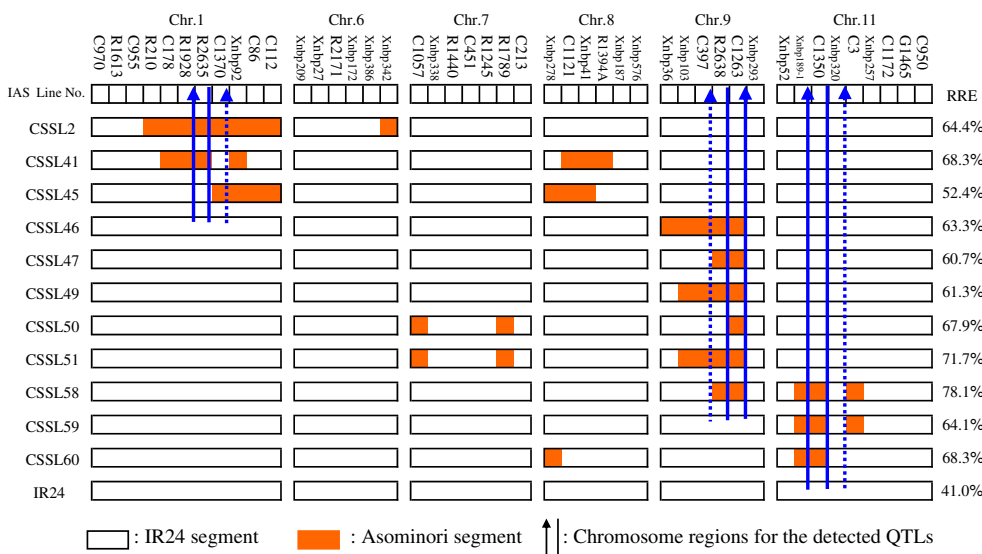 Chr.1 Chr.6 Chr.7 Chr.8 Chr.9 Chr.11
C970 R1613 C955 R210 C178 R1928 R2635 C1370 Xnbp92 C86 C112
Xnbp209 Xnbp27 R2171 Xnbp172 Xnbp386 Xnbp342
C1057 Xnbp338 R1440 C451 R1245 R1789 C213
Xnbp278 C1121 Xnbp41 R1394A Xnbp187 Xnbp576
Xnbp36 Xnbp103 C397 R2638 C1263 Xnbp293
Xnbp52 Xnbp189-1 C1350 Xnbp320 C3 Xnbp257 C1172 G1465 C950
IAS Line No. RRE
CSSL2 64.4%
CSSL41 68.3%
CSSL45 52.4%
CSSL46 63.3%
CSSL47 60.7%
CSSL49 61.3%
CSSL50 67.9%
CSSL51 71.7%
CSSL58 78.1%
CSSL59 64.1%
CSSL60 68.3%
IR24 41.0%
: IR24 segment : Asominori segment : Chromosome regions for the detected QTLs